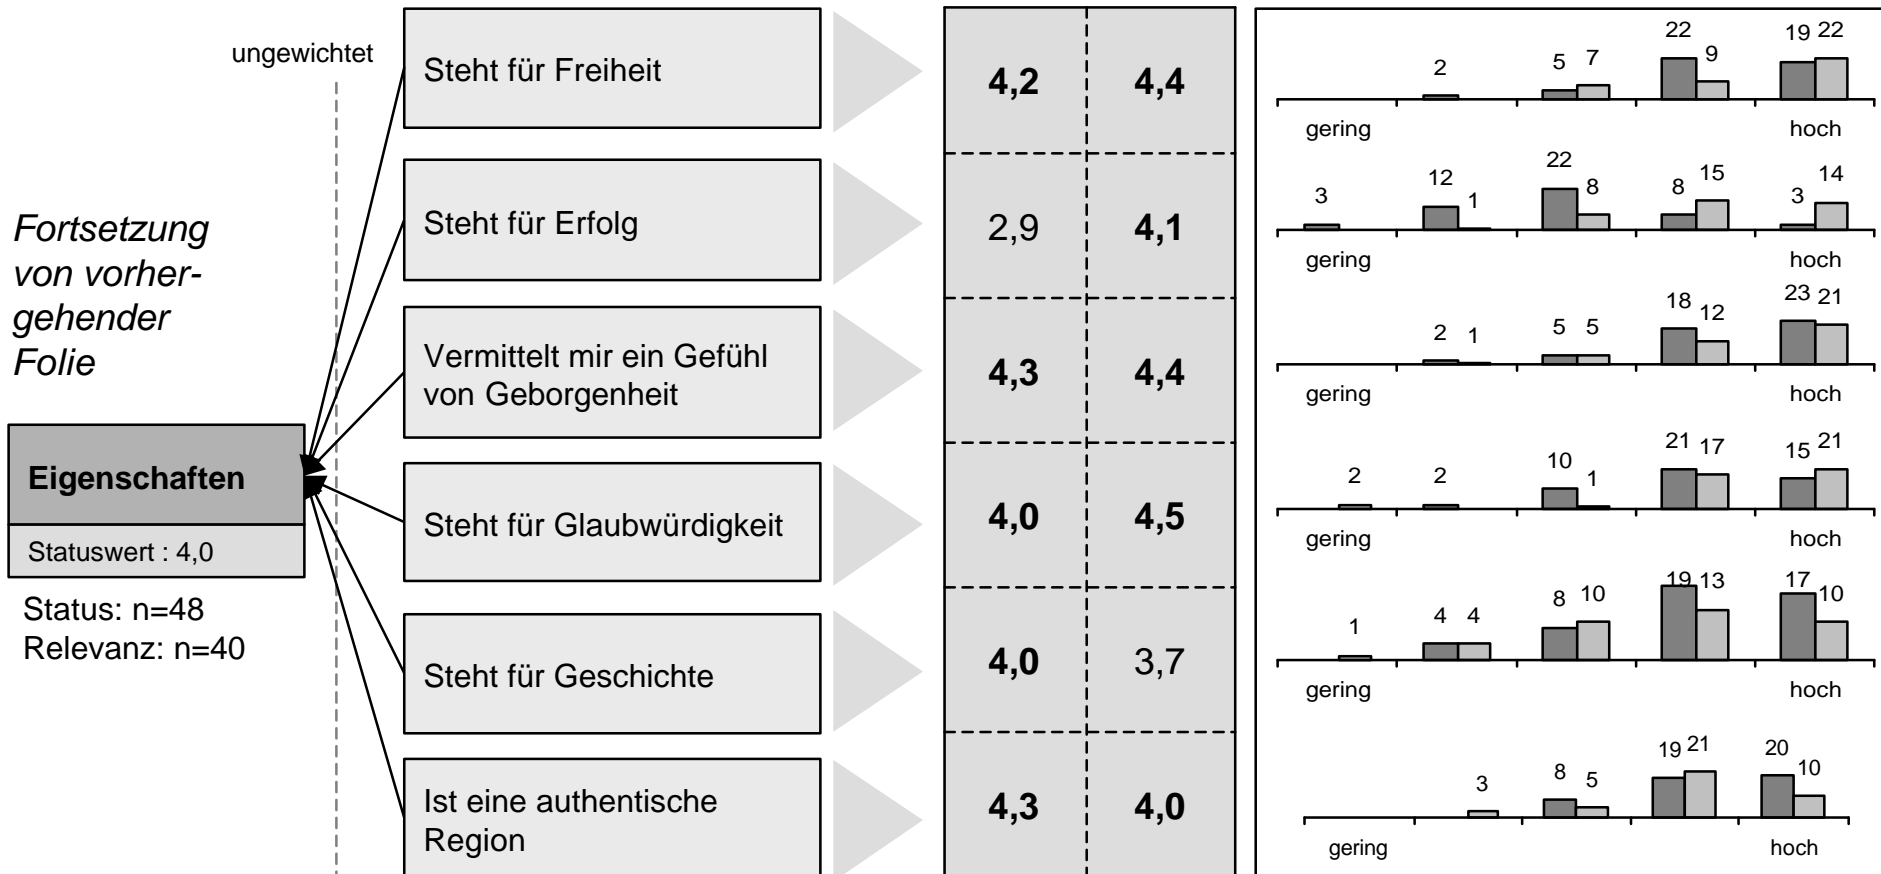 ungewichtet
Fortsetzung
von vorher-
gehender
Folie
Eigenschaften
Statuswert : 4,0
Status: n=48
Relevanz: n=40
Steht für Freiheit
4,2 4,4
2 5 7 22 9 19 22
gering hoch
Steht für Erfolg
2,9 4,1
3 12 1 22 8 8 15 3 14
gering hoch
Vermittelt mir ein Gefühl
von Geborgenheit
4,3 4,4
2 1 5 5 18 12 23 21
gering hoch
Steht für Glaubwürdigkeit
4,0 4,5
2 2 10 1 21 17 15 21
gering hoch
Steht für Geschichte
4,0 3,7
1 4 4 8 10 19 13 17 10
gering hoch
Ist eine authentische
Region
4,3 4,0
3 8 5 19 21 20 10
gering hoch